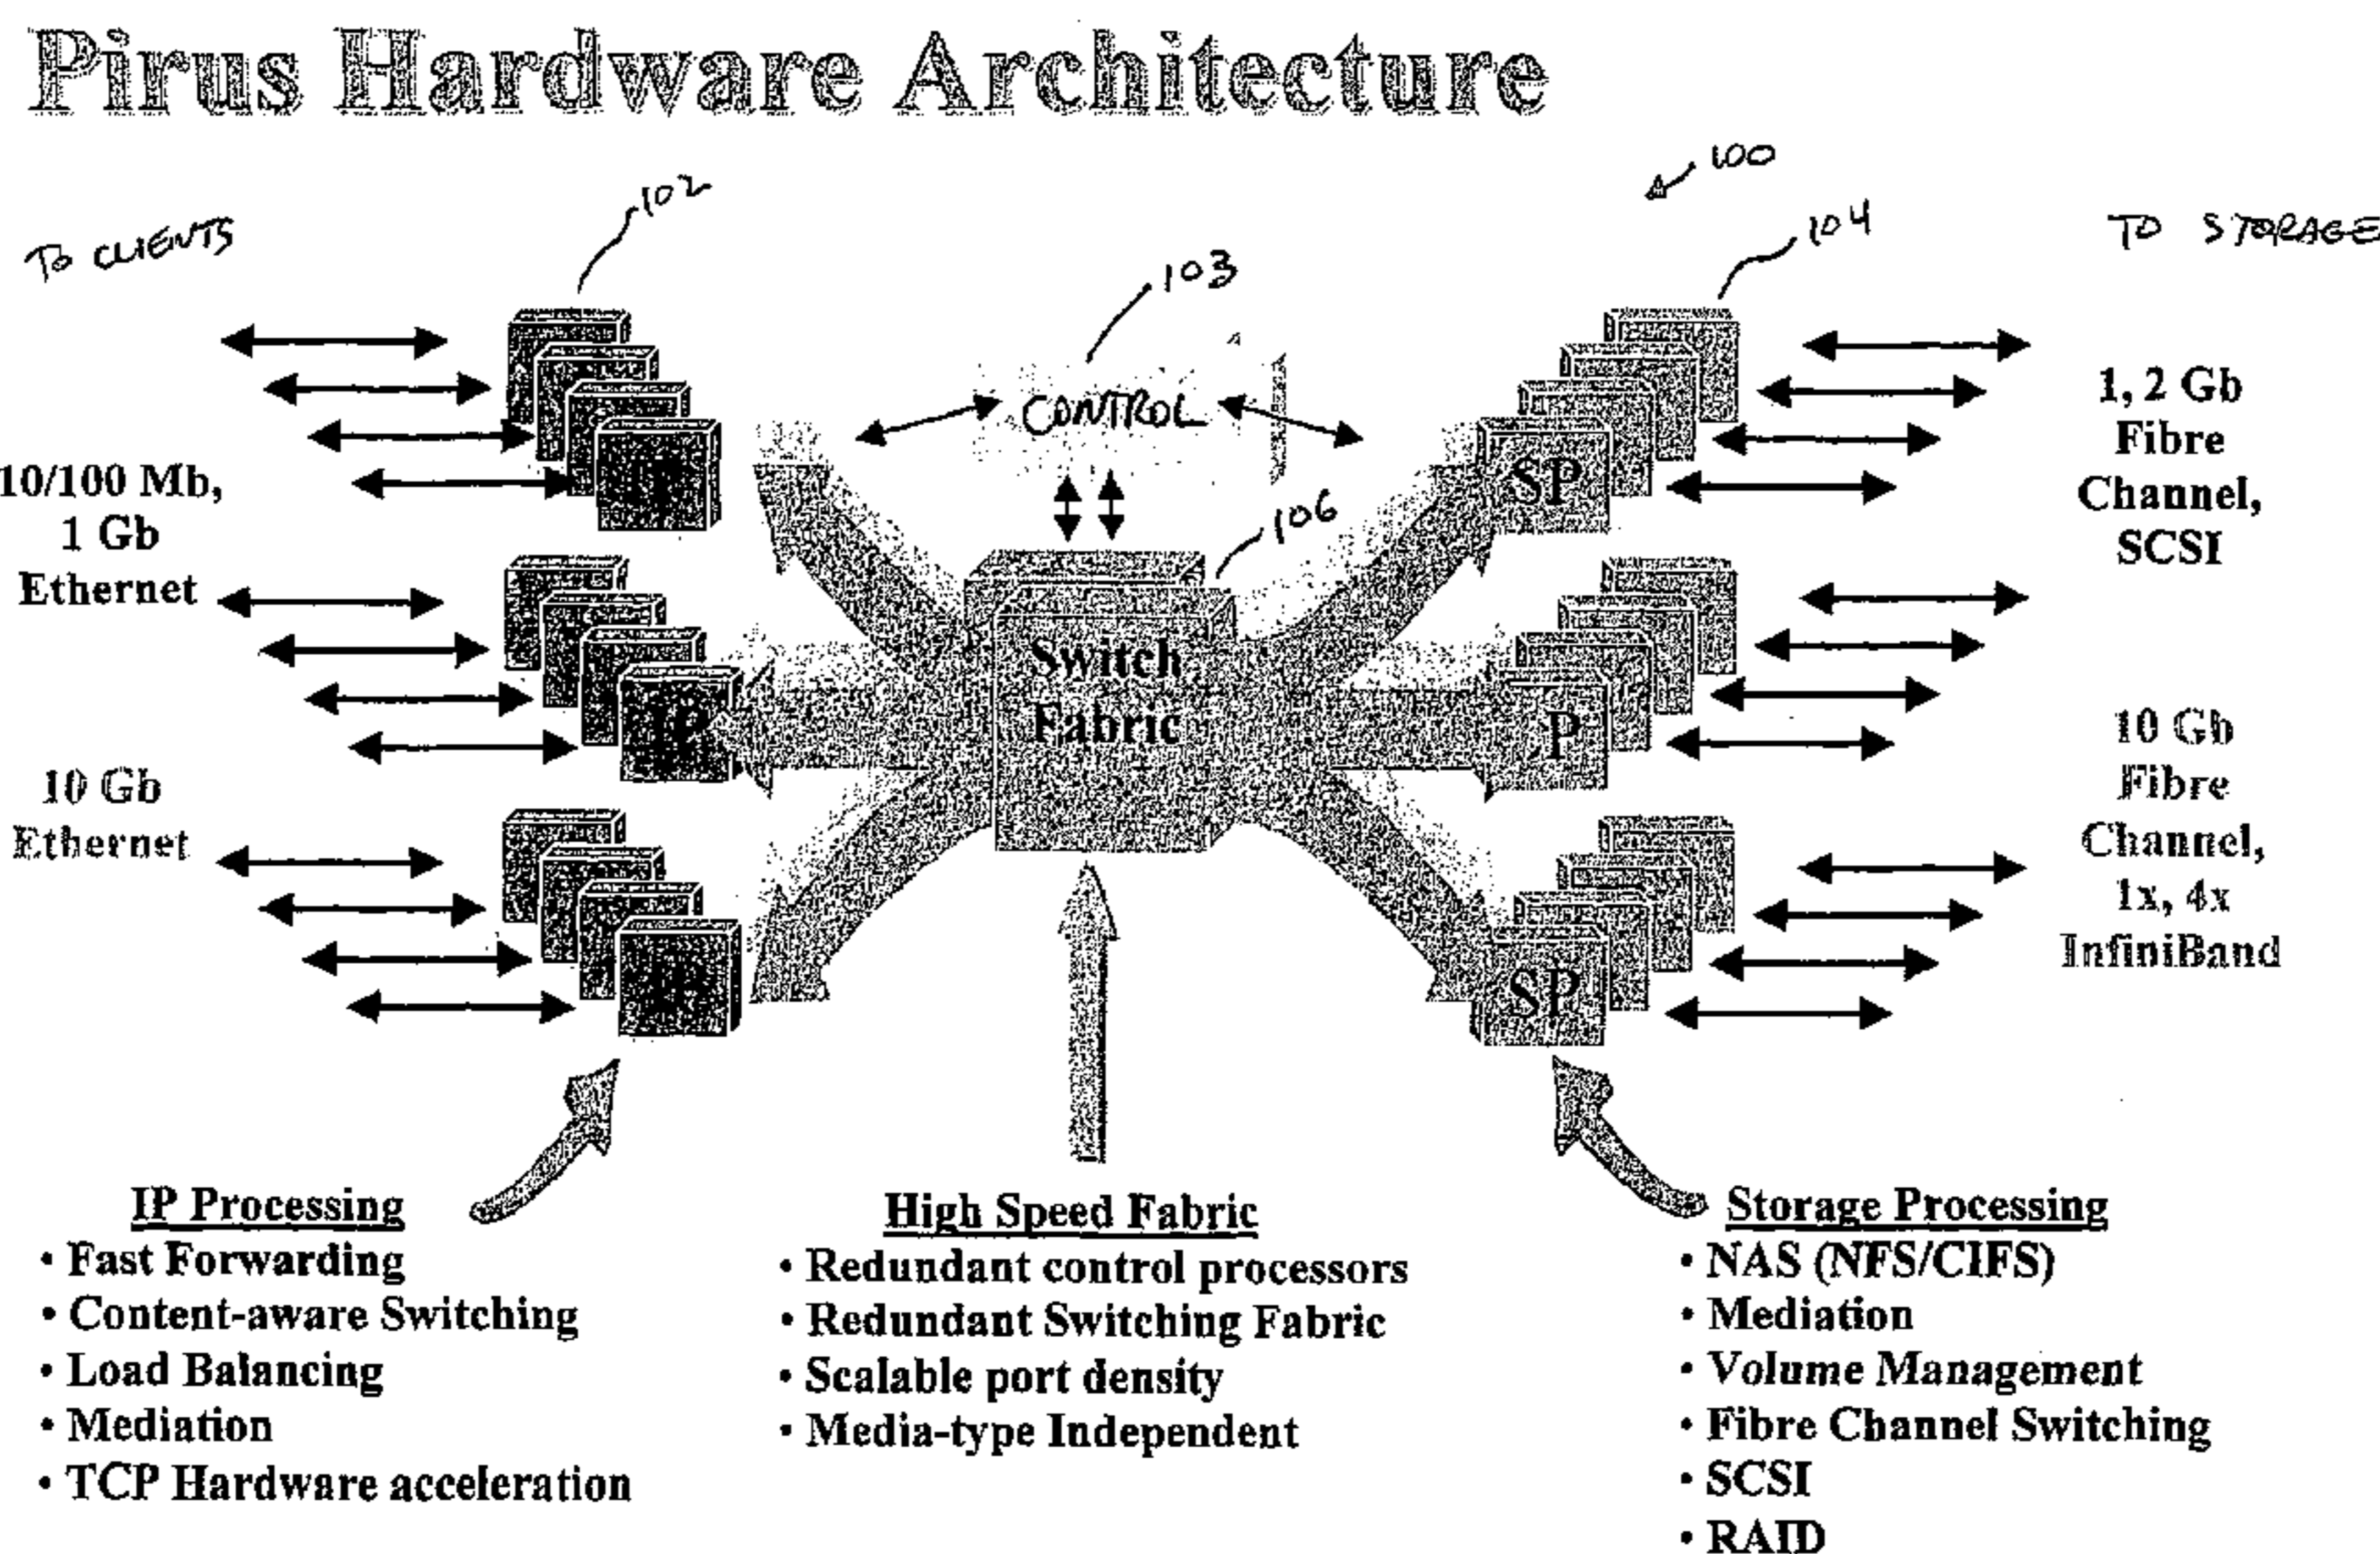 Pirus Hardware Architecture
100
102
104
TO CLIENTS
TO STORAGE
103
CONTROL
106
10/100 Mb,
1 Gb
Ethernet
10 Gb
Ethernet
IP
Switch
Fabric
SP
P
SP
1, 2 Gb
Fibre
Channel,
SCSI
10 Gb
Fibre
Channel,
1x, 4x
InfiniBand
IP Processing
• Fast Forwarding
• Content-aware Switching
• Load Balancing
• Mediation
• TCP Hardware acceleration
High Speed Fabric
• Redundant control processors
• Redundant Switching Fabric
• Scalable port density
• Media-type Independent
Storage Processing
• NAS (NFS/CIFS)
• Mediation
• Volume Management
• Fibre Channel Switching
• SCSI
• RAID